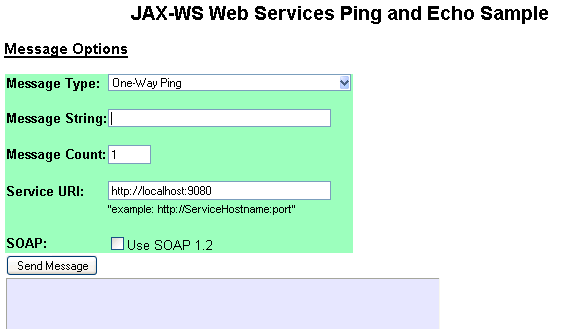 JAX-WS Web Services Ping and Echo Sample
Message Options
Message Type: One-Way Ping
Message String:
Message Count: 1
Service URI: http://localhost:9080
"example: http://ServiceHostname:port"
SOAP: Use SOAP 1.2
Send Message